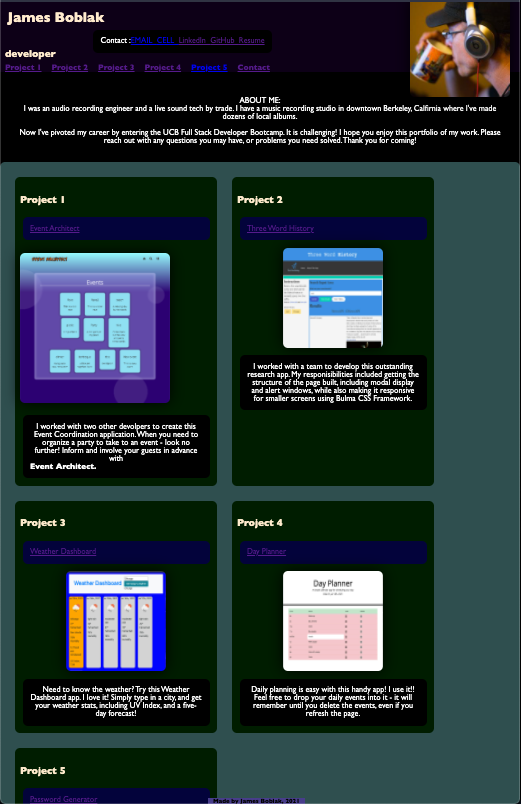 James Boblak
Contact : EMAIL CELL LinkedIn GitHub Resume
developer
Project 1 Project 2 Project 3 Project 4 Project 5 Contact
ABOUT ME:
I was an audio recording engineer and a live sound tech by trade. I have a music recording studio in downtown Berkeley, Calfirnia where I've made
dozens of local albums.
Now I've pivoted my career by entering the UCB Full Stack Developer Bootcamp. It is challenging! I hope you enjoy this portfolio of my work. Please
reach out with any questions you may have, or problems you need solved. Thank you for coming!
Project 1
Event Architect
Events
I worked with two other devolpers to create this
Event Coordination application. When you need to
organize a party to take to an event - look no
further! Inform and involve your guests in advance
with
Event Architect.
Project 2
Three Word History
Three Word History
I worked with a team to develop this outstanding
research app. My responsibilities included getting the
structure of the page built, including modal display
and alert windows, while also making it responsive
for smaller screens using Bulma CSS Framework.
Project 3
Weather Dashboard
Weather Dashboard
Need to know the weather? Try this Weather
Dashboard app. I love it! Simply type in a city, and get
your weather stats, including UV Index, and a five-
day forecast!
Project 4
Day Planner
Day Planner
Daily planning is easy with this handy app! I use it!!
Feel free to drop your daily events into it - it will
remember until you delete the events, even if you
refresh the page.
Project 5
Password Generator
Made by James Boblak, 2021